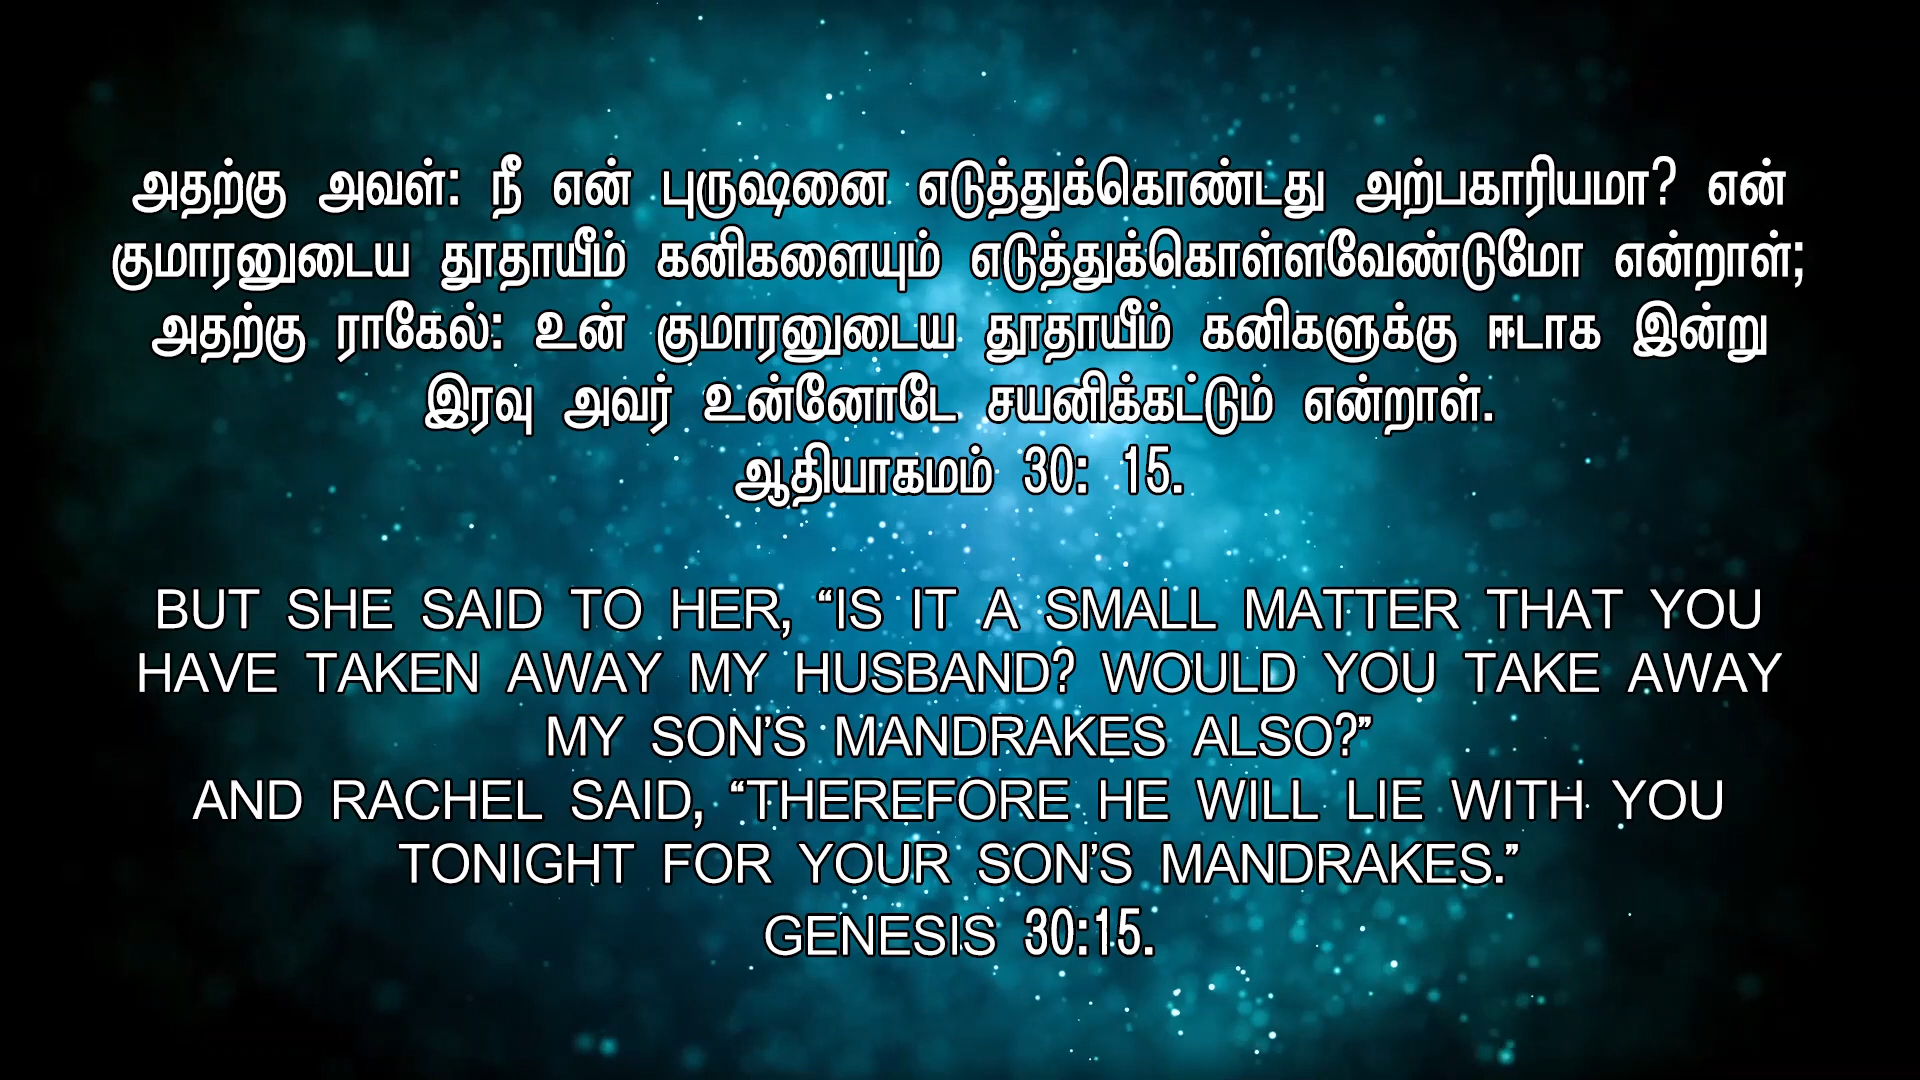 அதற்கு அவள்: நீ என் புருஷனை எடுத்துக்கொண்டது அற்பகாரியமா? என்
குமாரனுடைய தூதாயீம் கனிகளையும் எடுத்துக்கொள்ளவேண்டுமோ என்றாள்;
அதற்கு ராகேல்: உன் குமாரனுடைய தூதாயீம் கனிகளுக்கு ஈடாக இன்று
இரவு அவர் உன்னோடே சயனிக்கட்டும் என்றாள்.
ஆதியாகமம் 30: 15.
BUT SHE SAID TO HER, “IS IT A SMALL MATTER THAT YOU
HAVE TAKEN AWAY MY HUSBAND? WOULD YOU TAKE AWAY
MY SON’S MANDRAKES ALSO?”
AND RACHEL SAID, “THEREFORE HE WILL LIE WITH YOU
TONIGHT FOR YOUR SON’S MANDRAKES.”
GENESIS 30:15.